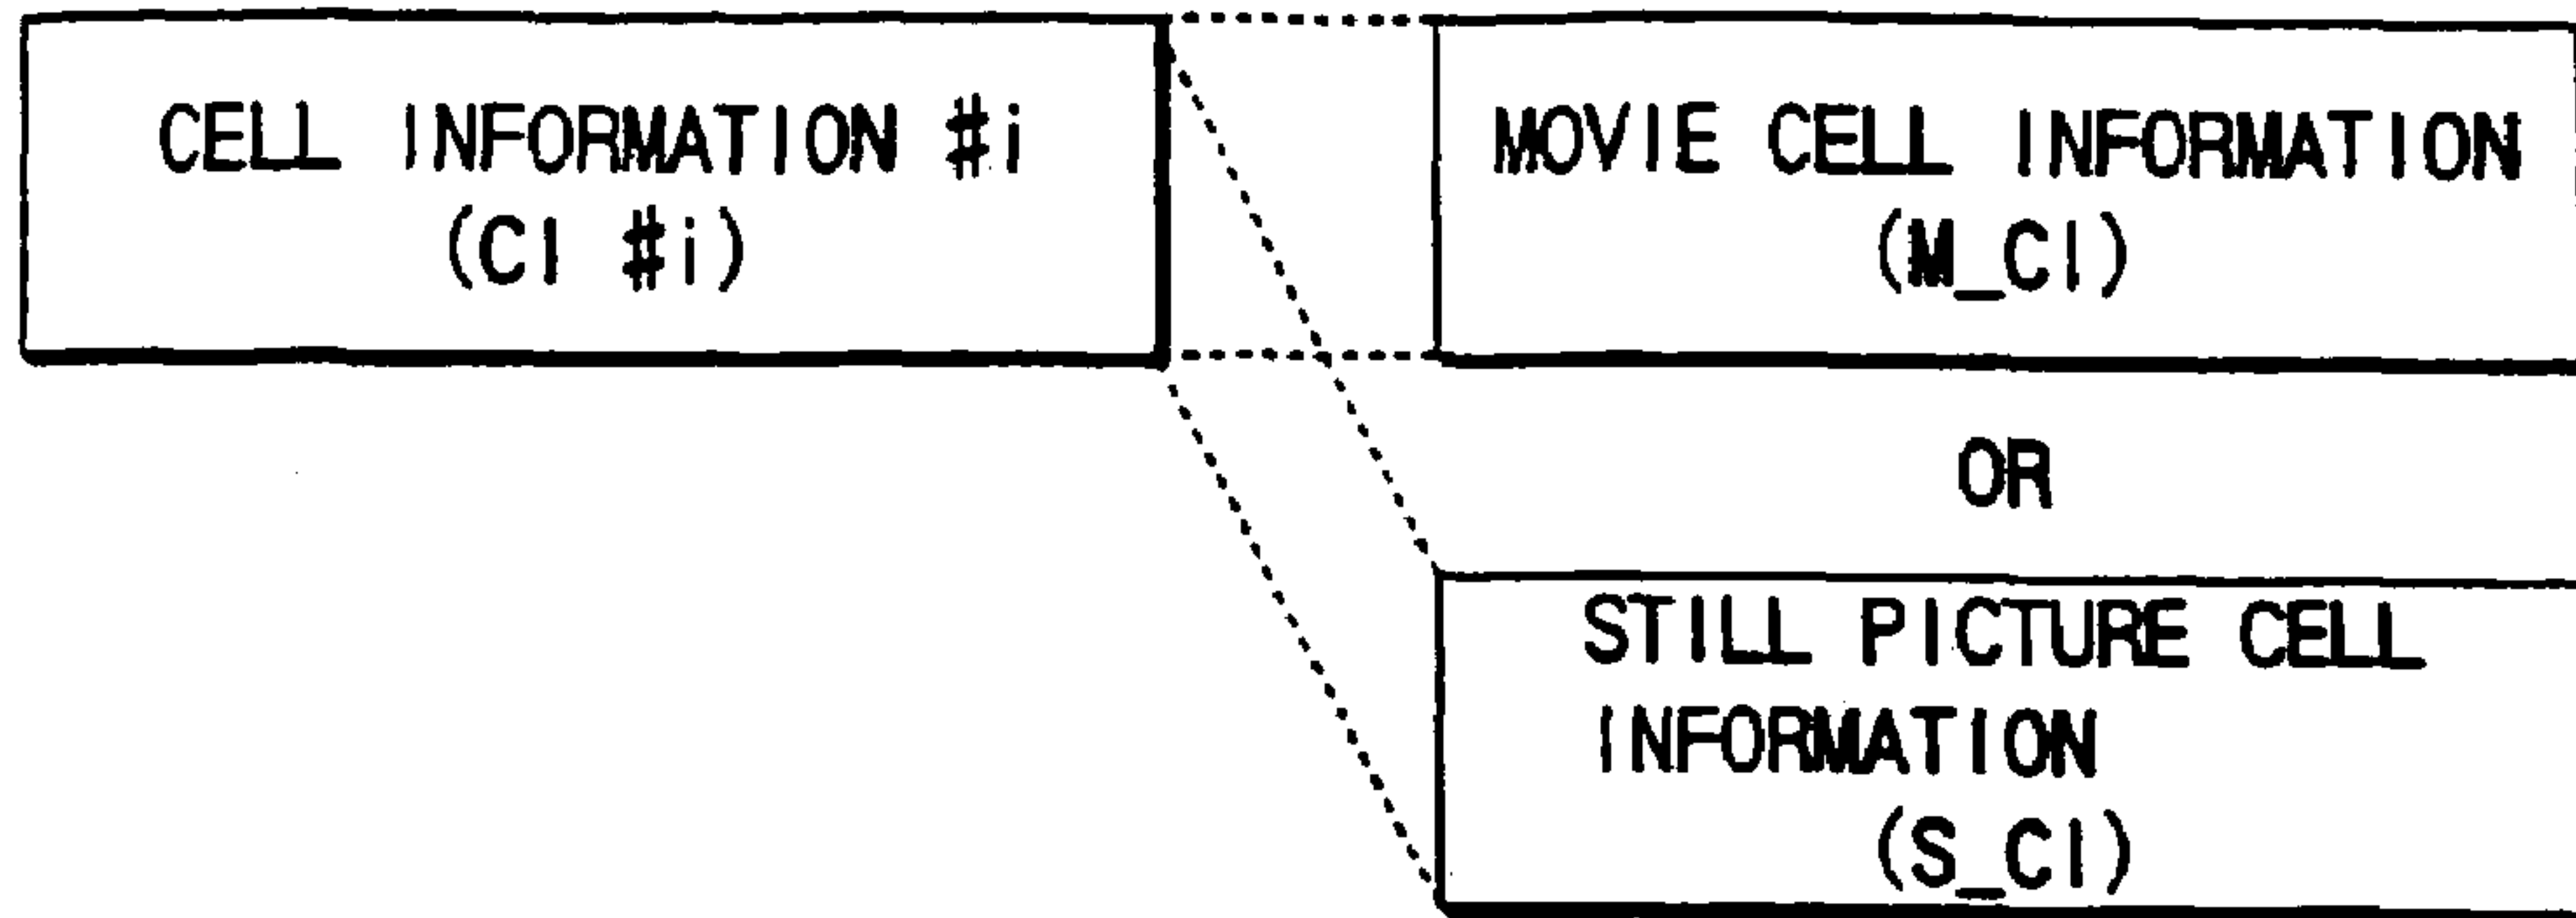 CELL INFORMATION #i
(CI #i)
MOVIE CELL INFORMATION
(M_CI)
OR
STILL PICTURE CELL
INFORMATION
(S_CI)